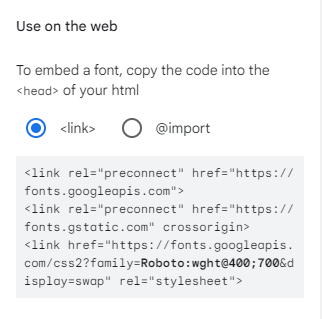 Use on the web
To embed a font, copy the code into the
<head> of your html
<link> @import
<link rel="preconnect" href="https://
fonts.googleapis.com">
<link rel="preconnect" href="https://
fonts.gstatic.com" crossorigin>
<link href="https://fonts.googleapis.
com/css2?family=Roboto:wght@400;700&d
isplay=swap" rel="stylesheet">